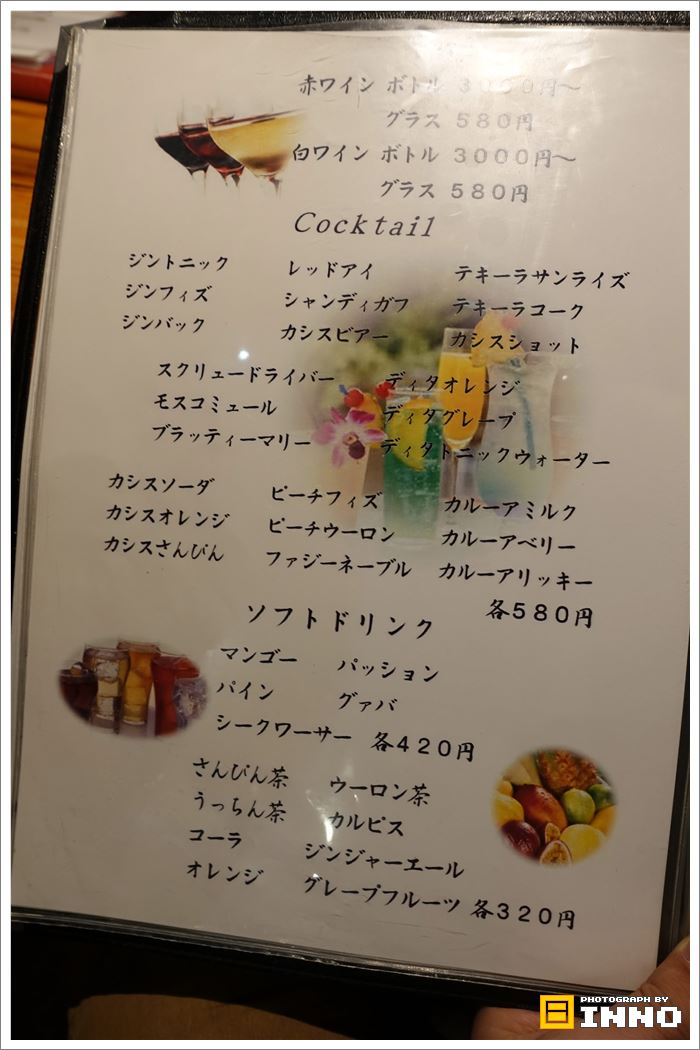 赤ワイン ボトル 3000円〜
グラス 580円
白ワイン ボトル 3000円〜
グラス 580円
Cocktail
ジントニック レッドアイ テキーラサンライズ
ジンフィズ シャンディガフ テキーラコーク
ジンバック カシスビアー カシスショット
スクリュードライバー ディタオレンジ
モスコミュール ディタグレープ
ブラッティーマリー ディタトニックウォーター
カシスソーダ ピーチフィズ カルーアミルク
カシスオレンジ ピーチウーロン カルーアベリー
カシスさんぴん ファジーネーブル カルーアリッキー
各580円
ソフトドリンク
マンゴー パッション
パイン グァバ
シークワーサー 各420円
さんぴん茶 ウーロン茶
うっちん茶 カルピス
コーラ ジンジャーエール
オレンジ グレープフルーツ 各320円
PHOTOGRAPH BY
INNO